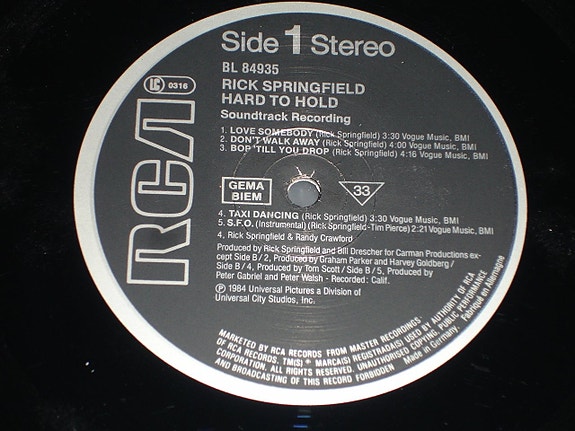 Side 1 Stereo
BL 84935
RICK SPRINGFIELD
HARD TO HOLD
Soundtrack Recording
LC 0316
RCA
1. LOVE SOMEBODY (Rick Springfield) 3:30 Vogue Music, BMI
2. DON'T WALK AWAY (Rick Springfield) 4:00 Vogue Music, BMI
3. BOP 'TILL YOU DROP (Rick Springfield) 4:16 Vogue Music, BMI
GEMA
BIEM
33
4. TAXI DANCING (Rick Springfield) 3:30 Vogue Music, BMI
5. S.F.O. (Instrumental) (Rick Springfield-Tim Pierce) 2:21 Vogue Music, BMI
4. Rick Springfield & Randy Crawford
Produced by Rick Springfield and Bill Drescher for Carman Productions ex-
cept Side B/2, Produced by Graham Parker and Harvey Goldberg/
Side B/4, Produced by Tom Scott/Side B/5, Produced by
Peter Gabriel and Peter Walsh - Recorded: Calif.
℗ 1984 Universal Pictures a Division of
Universal City Studios, Inc.
MARKETED BY RCA RECORDS FROM MASTER RECORDINGS
OF RCA RECORDS. TM(S) ® MARCA(S) REGISTRADA(S) USED BY AUTHORITY OF RCA
CORPORATION. ALL RIGHTS RESERVED. UNAUTHORISED COPYING, PUBLIC PERFORMANCE
AND BROADCASTING OF THIS RECORD FORBIDDEN
Made in Germany. Fabriqué en Allemagne